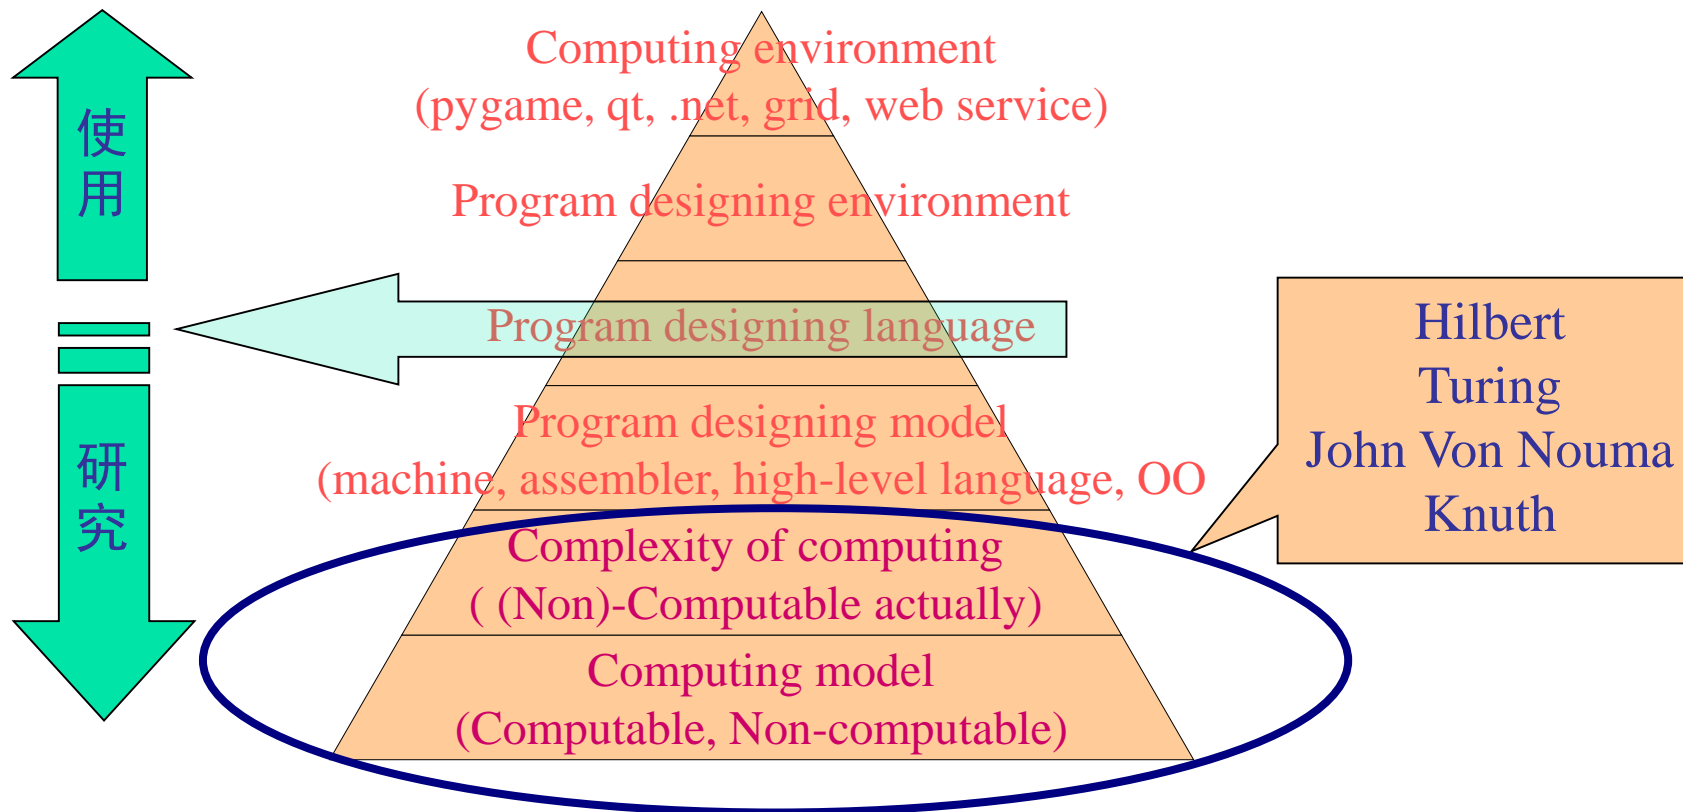 使
用
研
究
Computing environment
(pygame, qt, .net, grid, web service)
Program designing environment
Program designing language
Program designing model
(machine, assembler, high-level language, OO
Complexity of computing
( (Non)-Computable actually)
Computing model
(Computable, Non-computable)
Hilbert
Turing
John Von Nouma
Knuth